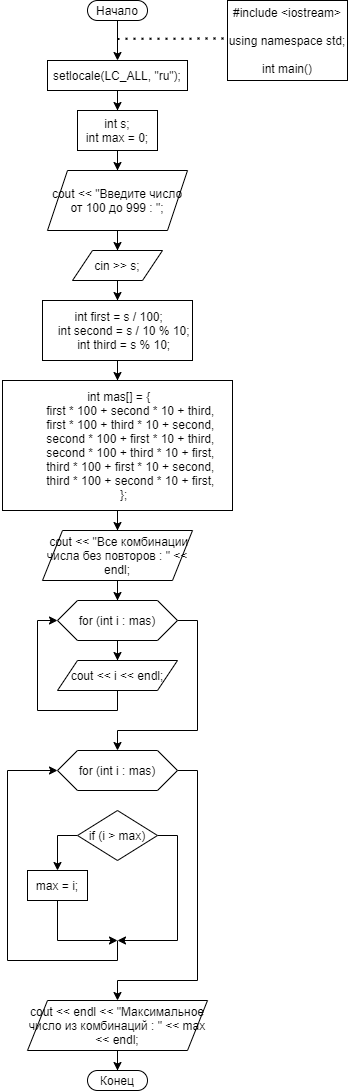 Начало
#include <iostream>
using namespace std;
int main()
setlocale(LC_ALL, "ru");
int s;
int max = 0;
cout << "Введите число
от 100 до 999 : ";
cin >> s;
int first = s / 100;
int second = s / 10 % 10;
int third = s % 10;
int mas[] = {
first * 100 + second * 10 + third,
first * 100 + third * 10 + second,
second * 100 + first * 10 + third,
second * 100 + third * 10 + first,
third * 100 + first * 10 + second,
third * 100 + second * 10 + first,
};
cout << "Все комбинации
числа без повторов : " <<
endl;
for (int i : mas)
cout << i << endl;
for (int i : mas)
if (i > max)
max = i;
cout << endl << "Максимальное
число из комбинаций : " << max
<< endl;
Конец